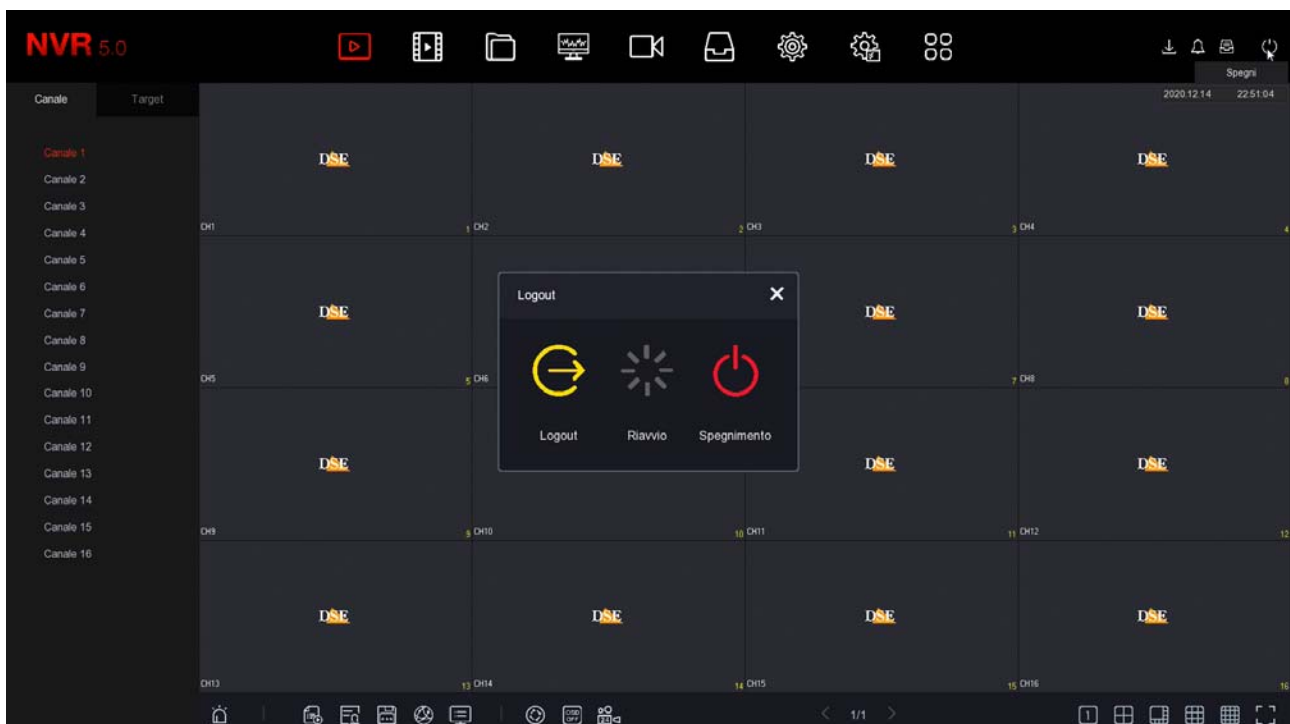 NVR 5.0
Spegni
Canale Target
2020.12.14 22:51:04
Canale 1
Canale 2
Canale 3
Canale 4
Canale 5
Canale 6
Canale 7
Canale 8
Canale 9
Canale 10
Canale 11
Canale 12
Canale 13
Canale 14
Canale 15
Canale 16
DSE DSE DSE DSE
CH1 1 CH2 2 CH3 3 CH4 4
DSE DSE DSE
CH5 5 CH6 7 CH8 8
DSE DSE DSE
CH9 9 CH10 10 CH11 11 CH12 12
DSE DSE DSE DSE
CH13 13 CH14 14 CH15 15 CH16 16
Logout
Logout Riavvio Spegnimento
OSD OFF
1/1
1